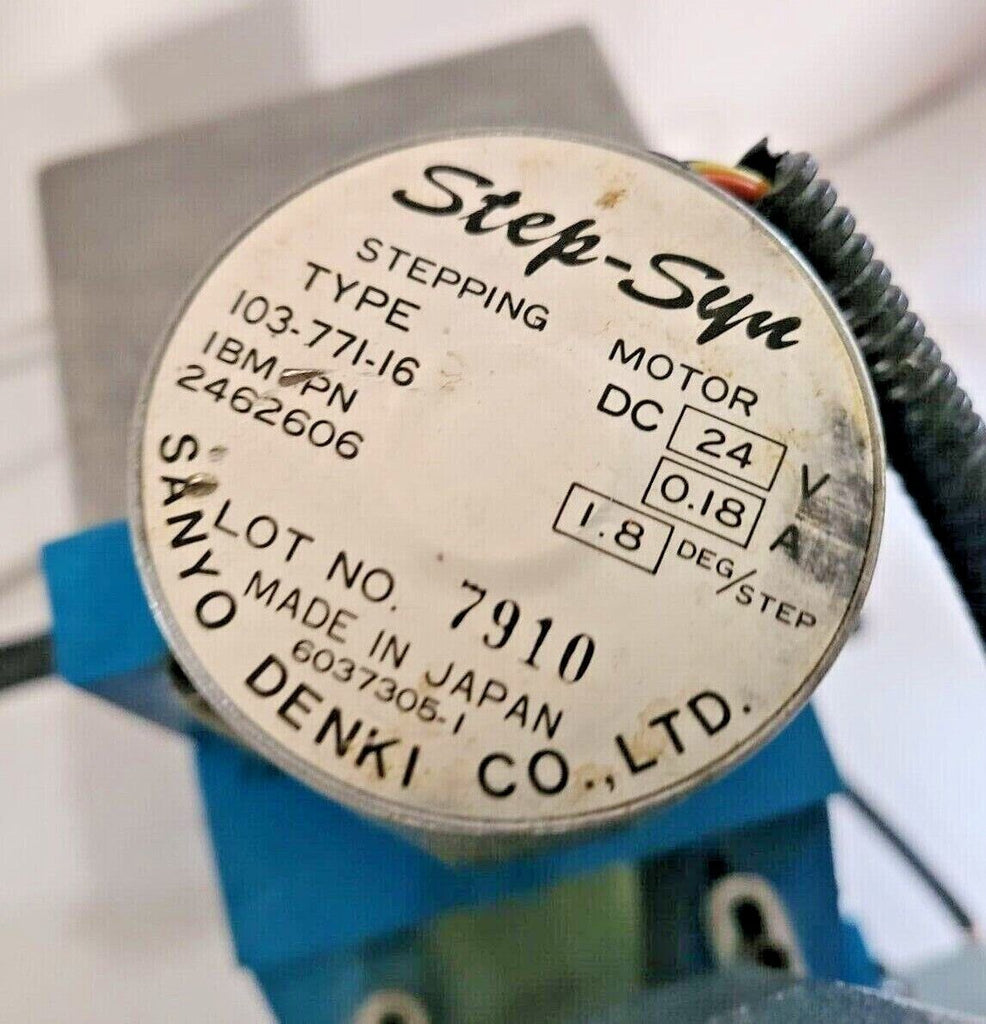 Step-Syn
STEPPING MOTOR
TYPE
103-771-16
IBM PN
2462606
DC 24 V
0.18 A
1.8 DEG/STEP
LOT NO. 7910
MADE IN JAPAN
6037305-1
SANYO DENKI CO., LTD.